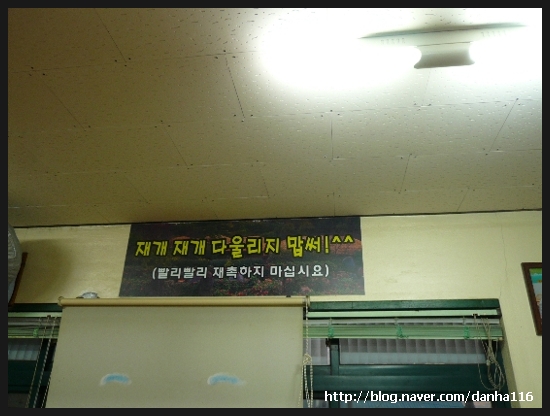 재개 재개 다울리지 맙써!^^
(빨리빨리 재촉하지 마십시요)
http://blog.naver.com/danha116